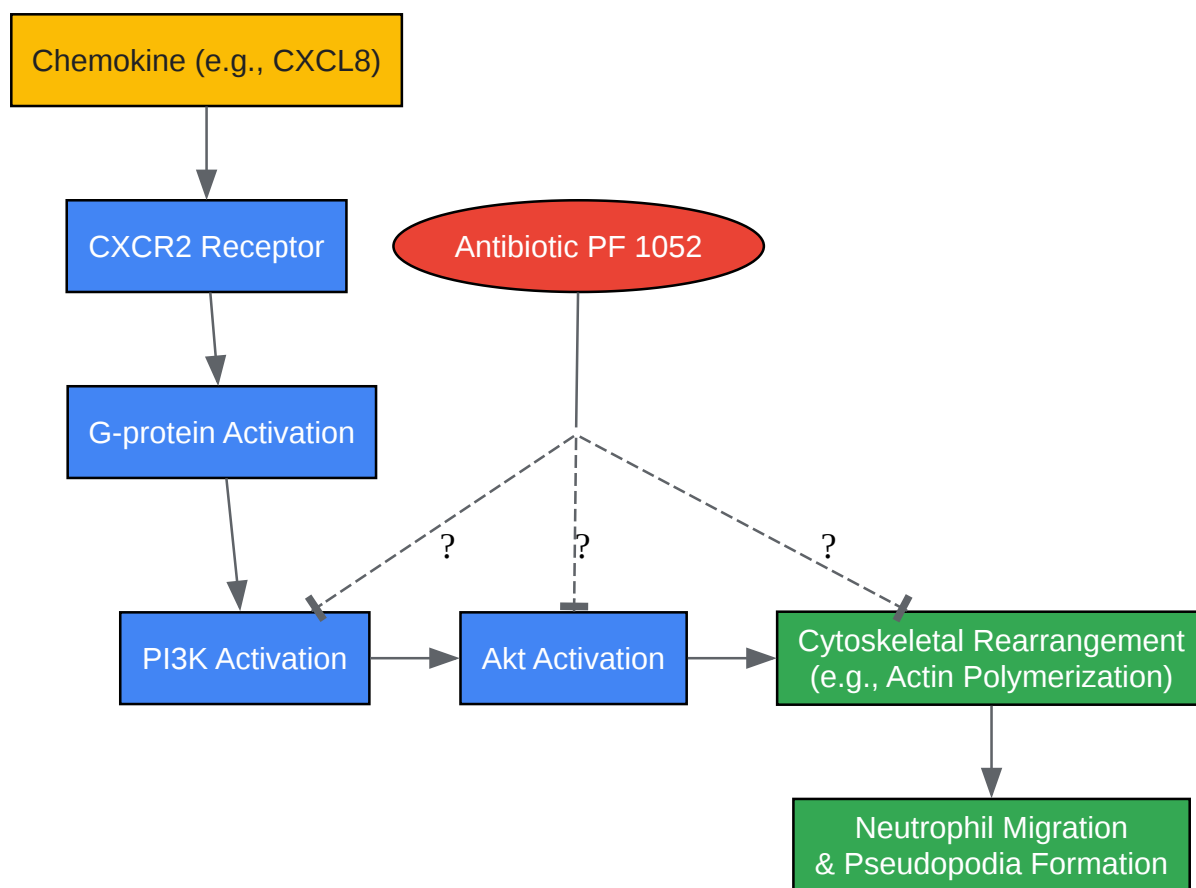 Chemokine (e.g., CXCL8)
CXCR2 Receptor
Antibiotic PF 1052
G-protein Activation
?
?
?
PI3K Activation
Akt Activation
Cytoskeletal Rearrangement
(e.g., Actin Polymerization)
Neutrophil Migration
& Pseudopodia Formation